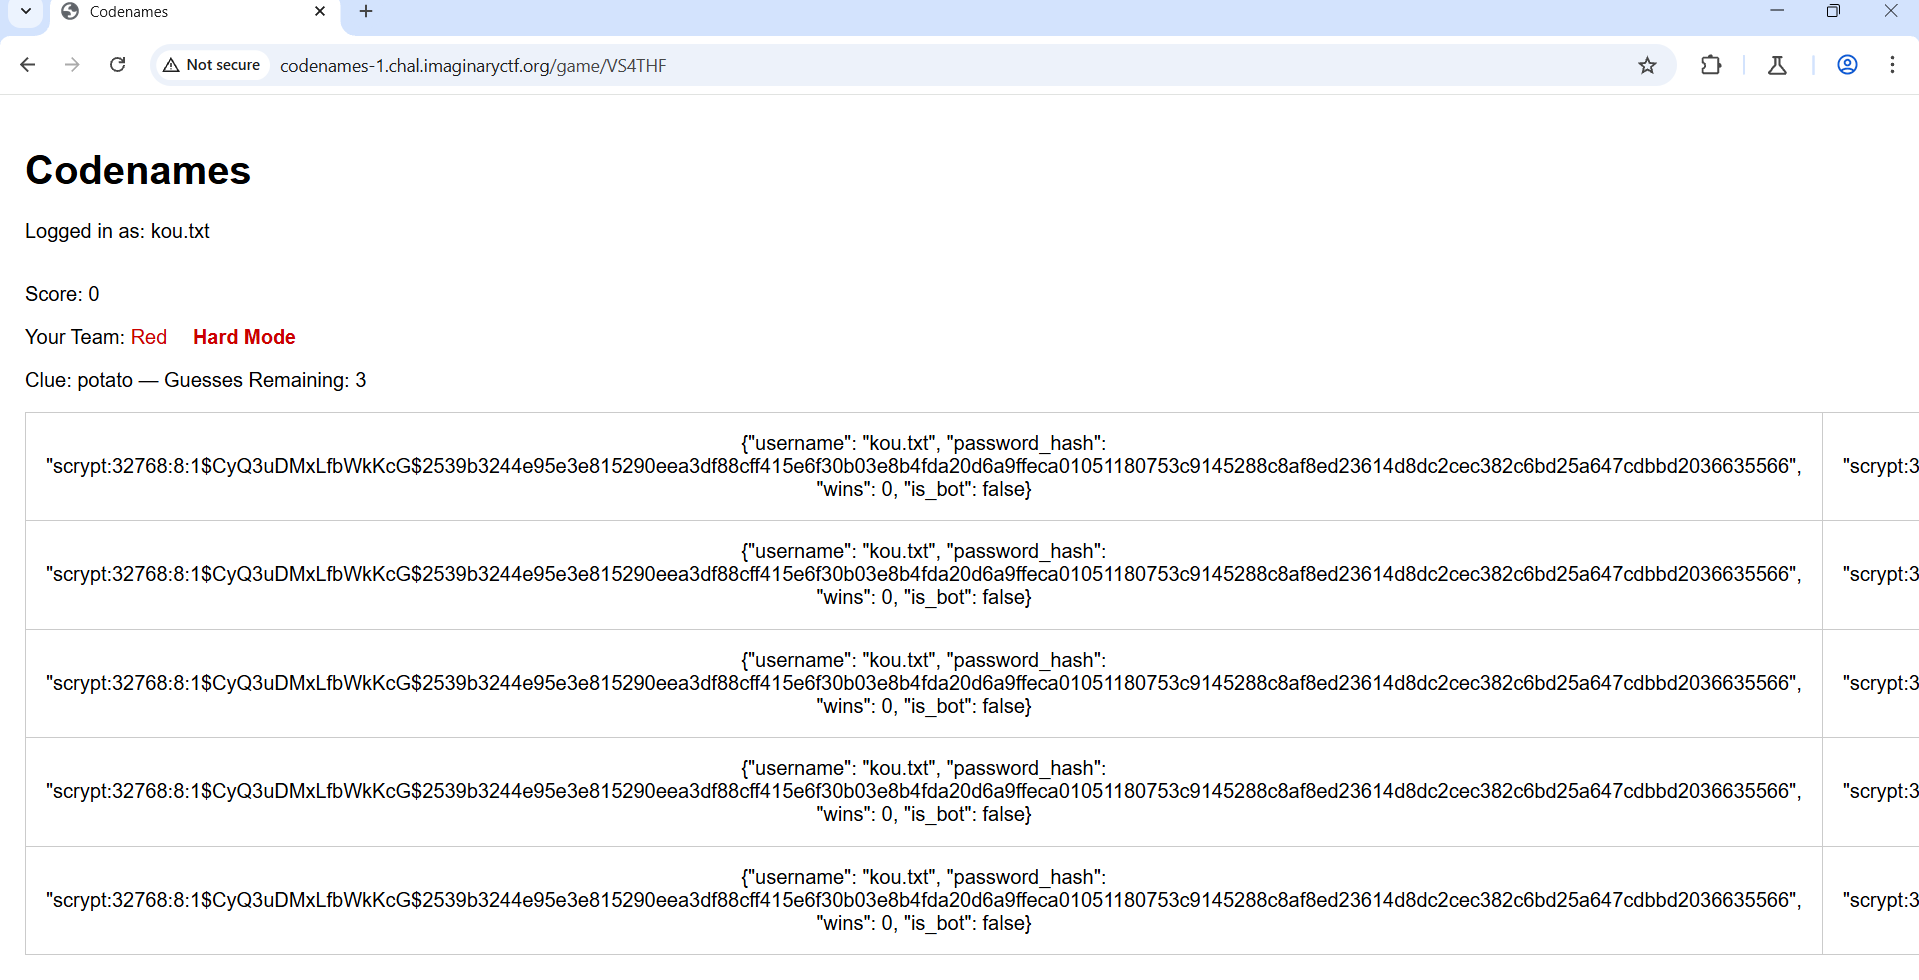 Codenames
Not secure codenames-1.chal.imaginaryctf.org/game/VS4THF
Codenames
Logged in as: kou.txt
Score: 0
Your Team: Red Hard Mode
Clue: potato — Guesses Remaining: 3
{"username": "kou.txt", "password_hash":
"scrypt:32768:8:1$CyQ3uDMxLfbWkKcG$2539b3244e95e3e815290eea3df88cff415e6f30b03e8b4fda20d6a9ffeca01051180753c9145288c8af8ed23614d8dc2cec382c6bd25a647cdbbd2036635566", "scrypt:3
"wins": 0, "is_bot": false}
{"username": "kou.txt", "password_hash":
"scrypt:32768:8:1$CyQ3uDMxLfbWkKcG$2539b3244e95e3e815290eea3df88cff415e6f30b03e8b4fda20d6a9ffeca01051180753c9145288c8af8ed23614d8dc2cec382c6bd25a647cdbbd2036635566", "scrypt:3
"wins": 0, "is_bot": false}
{"username": "kou.txt", "password_hash":
"scrypt:32768:8:1$CyQ3uDMxLfbWkKcG$2539b3244e95e3e815290eea3df88cff415e6f30b03e8b4fda20d6a9ffeca01051180753c9145288c8af8ed23614d8dc2cec382c6bd25a647cdbbd2036635566", "scrypt:3
"wins": 0, "is_bot": false}
{"username": "kou.txt", "password_hash":
"scrypt:32768:8:1$CyQ3uDMxLfbWkKcG$2539b3244e95e3e815290eea3df88cff415e6f30b03e8b4fda20d6a9ffeca01051180753c9145288c8af8ed23614d8dc2cec382c6bd25a647cdbbd2036635566", "scrypt:3
"wins": 0, "is_bot": false}
{"username": "kou.txt", "password_hash":
"scrypt:32768:8:1$CyQ3uDMxLfbWkKcG$2539b3244e95e3e815290eea3df88cff415e6f30b03e8b4fda20d6a9ffeca01051180753c9145288c8af8ed23614d8dc2cec382c6bd25a647cdbbd2036635566", "scrypt:3
"wins": 0, "is_bot": false}